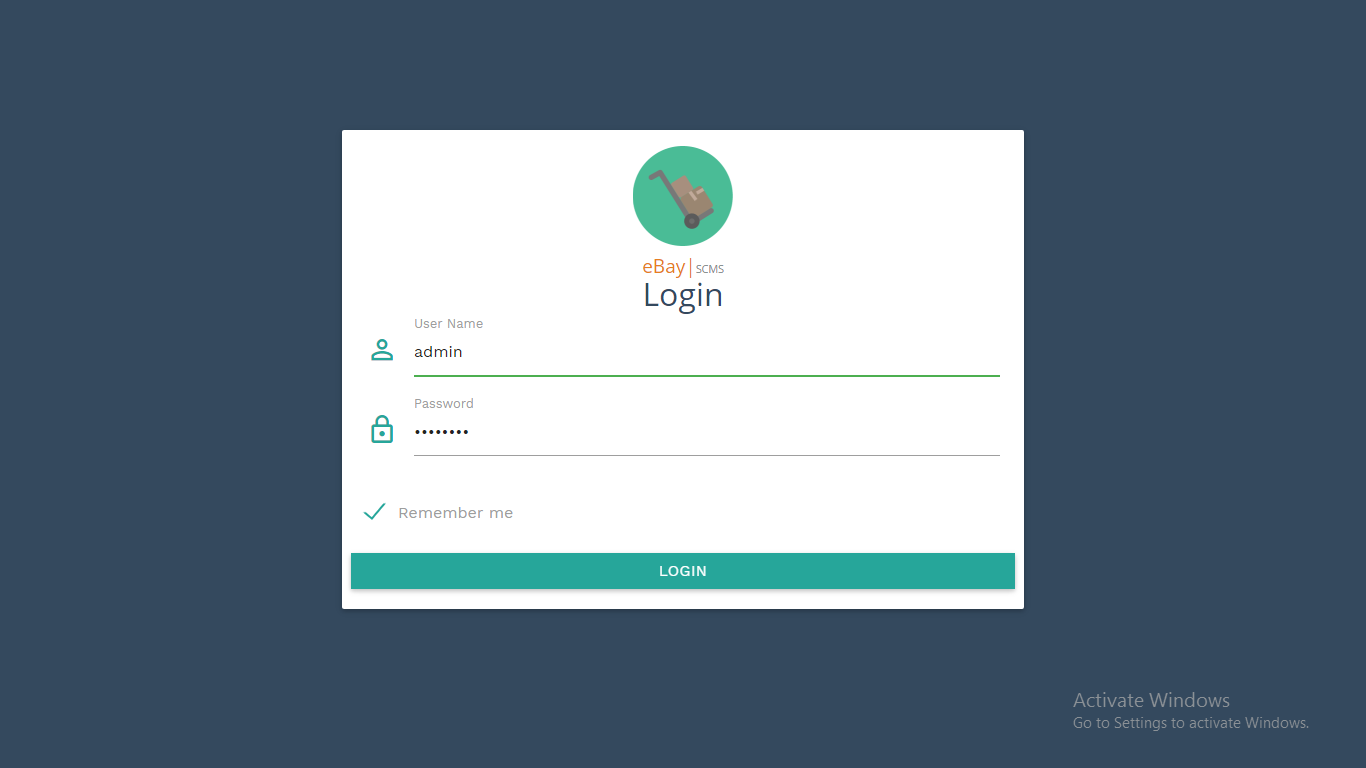 eBay|SCMS
Login
User Name
admin
Password
••••••••
Remember me
LOGIN
Activate Windows
Go to Settings to activate Windows.